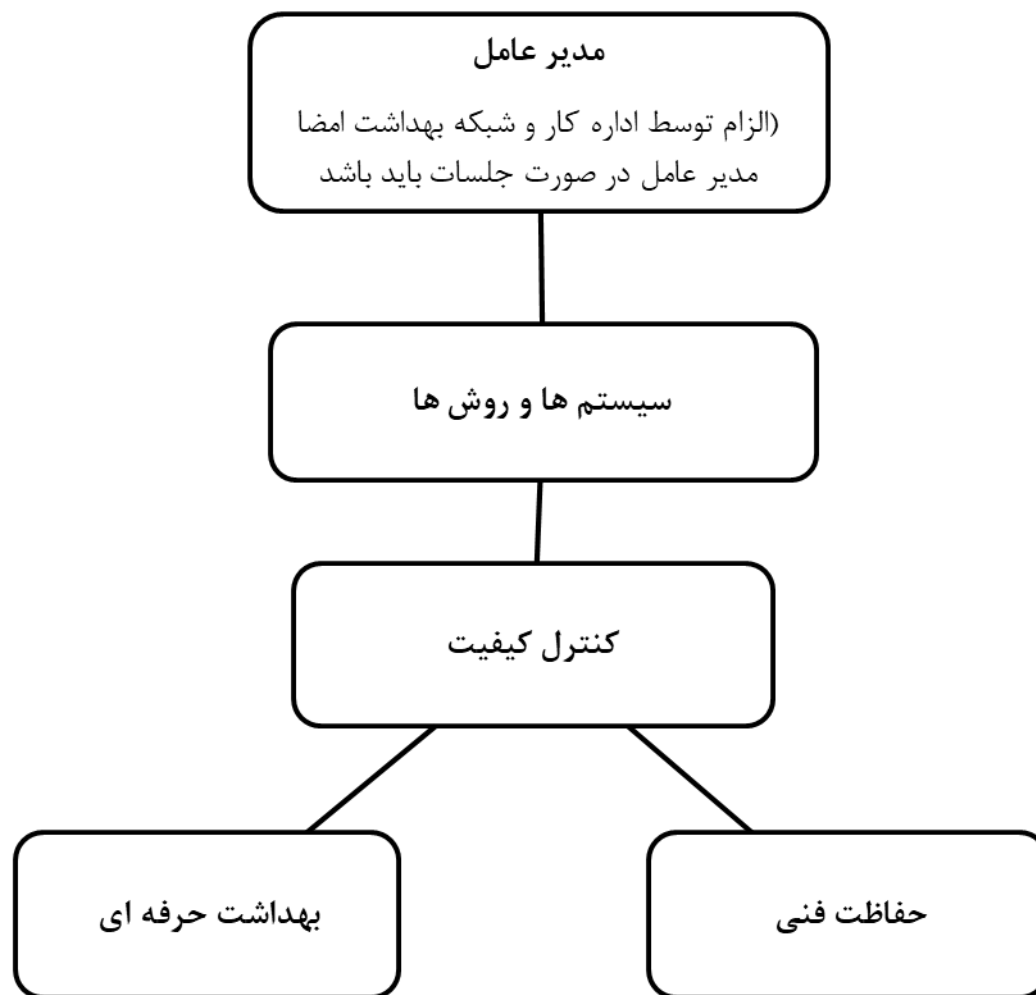 مدیر عامل
(الزام توسط اداره کار و شبکه بهداشت امضا
مدیر عامل در صورت جلسات باید باشد
سیستم ها و روش ها
کنترل کیفیت
حفاظت فنی
بهداشت حرفه ای